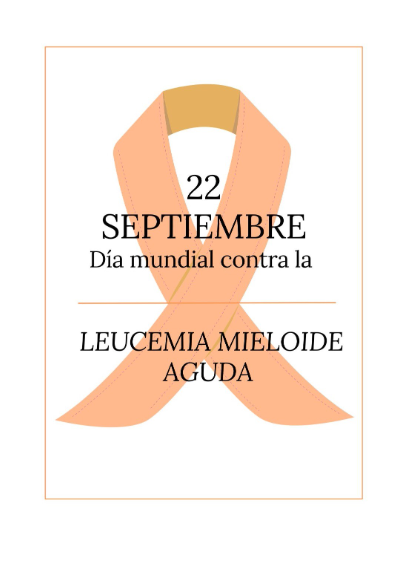 22
SEPTIEMBRE
Día mundial contra la
LEUCEMIA MIELOIDE
AGUDA